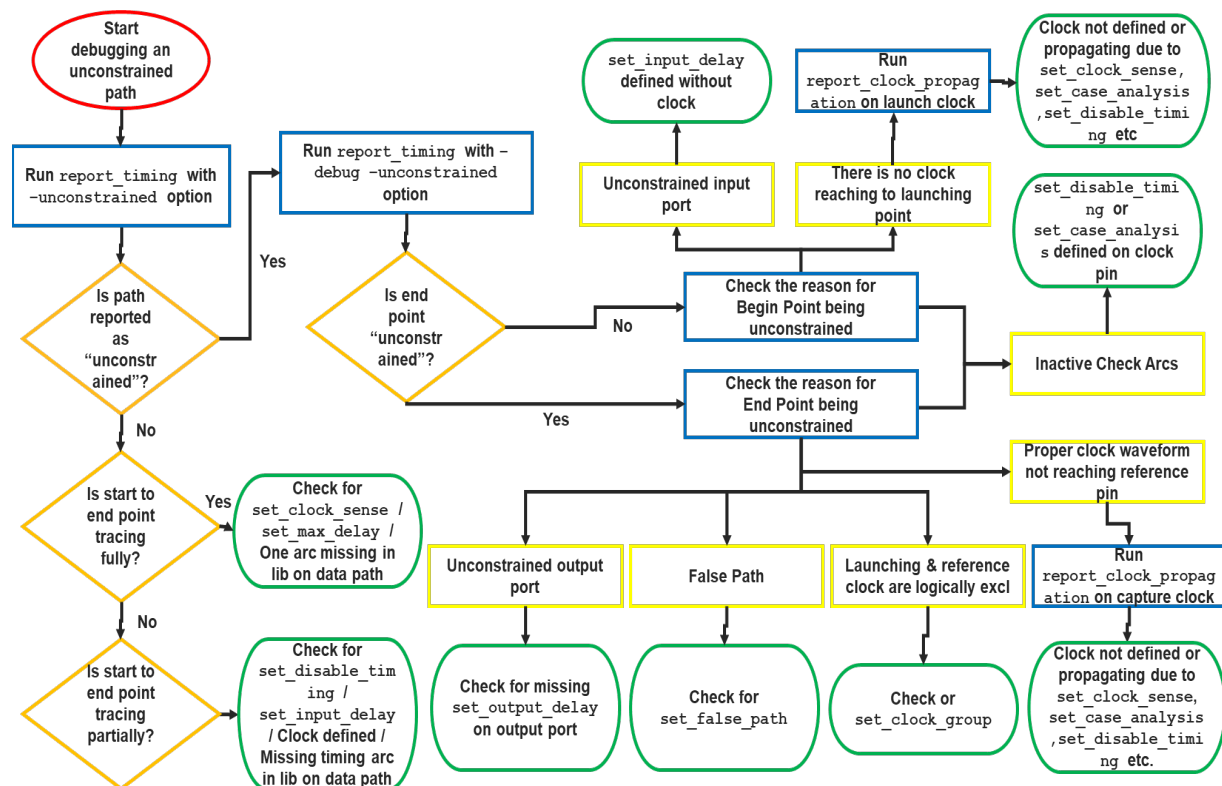 Start
debugging an
unconstrained
path
Run report_timing with
–unconstrained option
Is path
reported
as
“unconstr
ained”?
Yes
No
Is start to
end point
tracing
fully?
Yes
Check for
set_clock_sense /
set_max_delay /
One arc missing in
lib on data path
No
Is start to
end point
tracing
partially?
Check for
set_disable_tim
ing /
set_input_delay
/ Clock defined /
Missing timing arc
in lib on data path
Run report_timing with –
debug –unconstrained
option
Is end
point
“unconstr
ained”?
No
Yes
set_input_delay
defined without
clock
Unconstrained
input port
Run
report_clock_propag
ation on launch clock
There is no clock
reaching to launching
point
Clock not defined or
propagating due to
set_clock_sense,
set_case_analysis
,set_disable_timi
ng etc
Check the reason for
Begin Point being
unconstrained
Check the reason for
End Point being
unconstrained
set_disable_timi
ng or
set_case_analysi
s defined on clock
pin
Inactive Check Arcs
Proper clock waveform
not reaching reference
pin
Run
report_clock_propag
ation on capture clock
Clock not defined or
propagating due to
set_clock_sense,
set_case_analysis
,set_disable_timi
ng etc.
Unconstrained output
port
Check for missing
set_output_delay
on output port
False Path
Check for
set_false_path
Launching & reference
clock are logically excl
Check or
set_clock_group